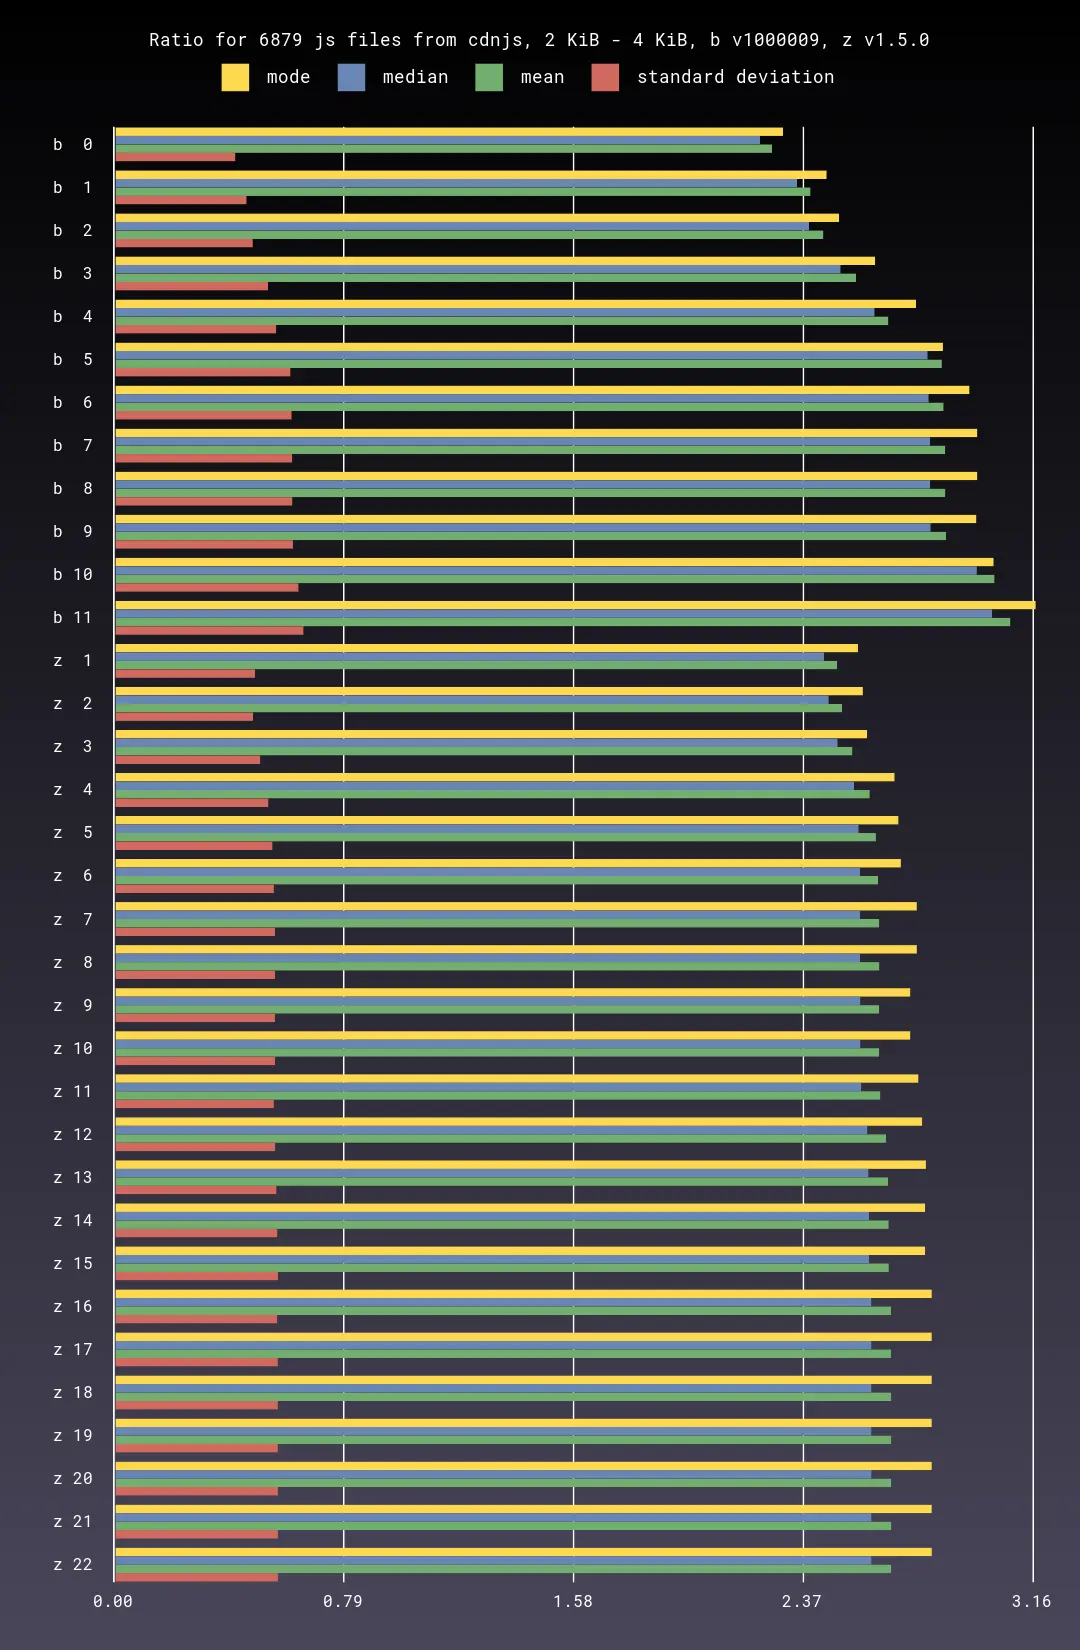 Ratio for 6879 js files from cdnjs, 2 KiB - 4 KiB, b v1000009, z v1.5.0
mode median mean standard deviation
b 0
b 1
b 2
b 3
b 4
b 5
b 6
b 7
b 8
b 9
b 10
b 11
z 1
z 2
z 3
z 4
z 5
z 6
z 7
z 8
z 9
z 10
z 11
z 12
z 13
z 14
z 15
z 16
z 17
z 18
z 19
z 20
z 21
z 22
0.00 0.79 1.58 2.37 3.16